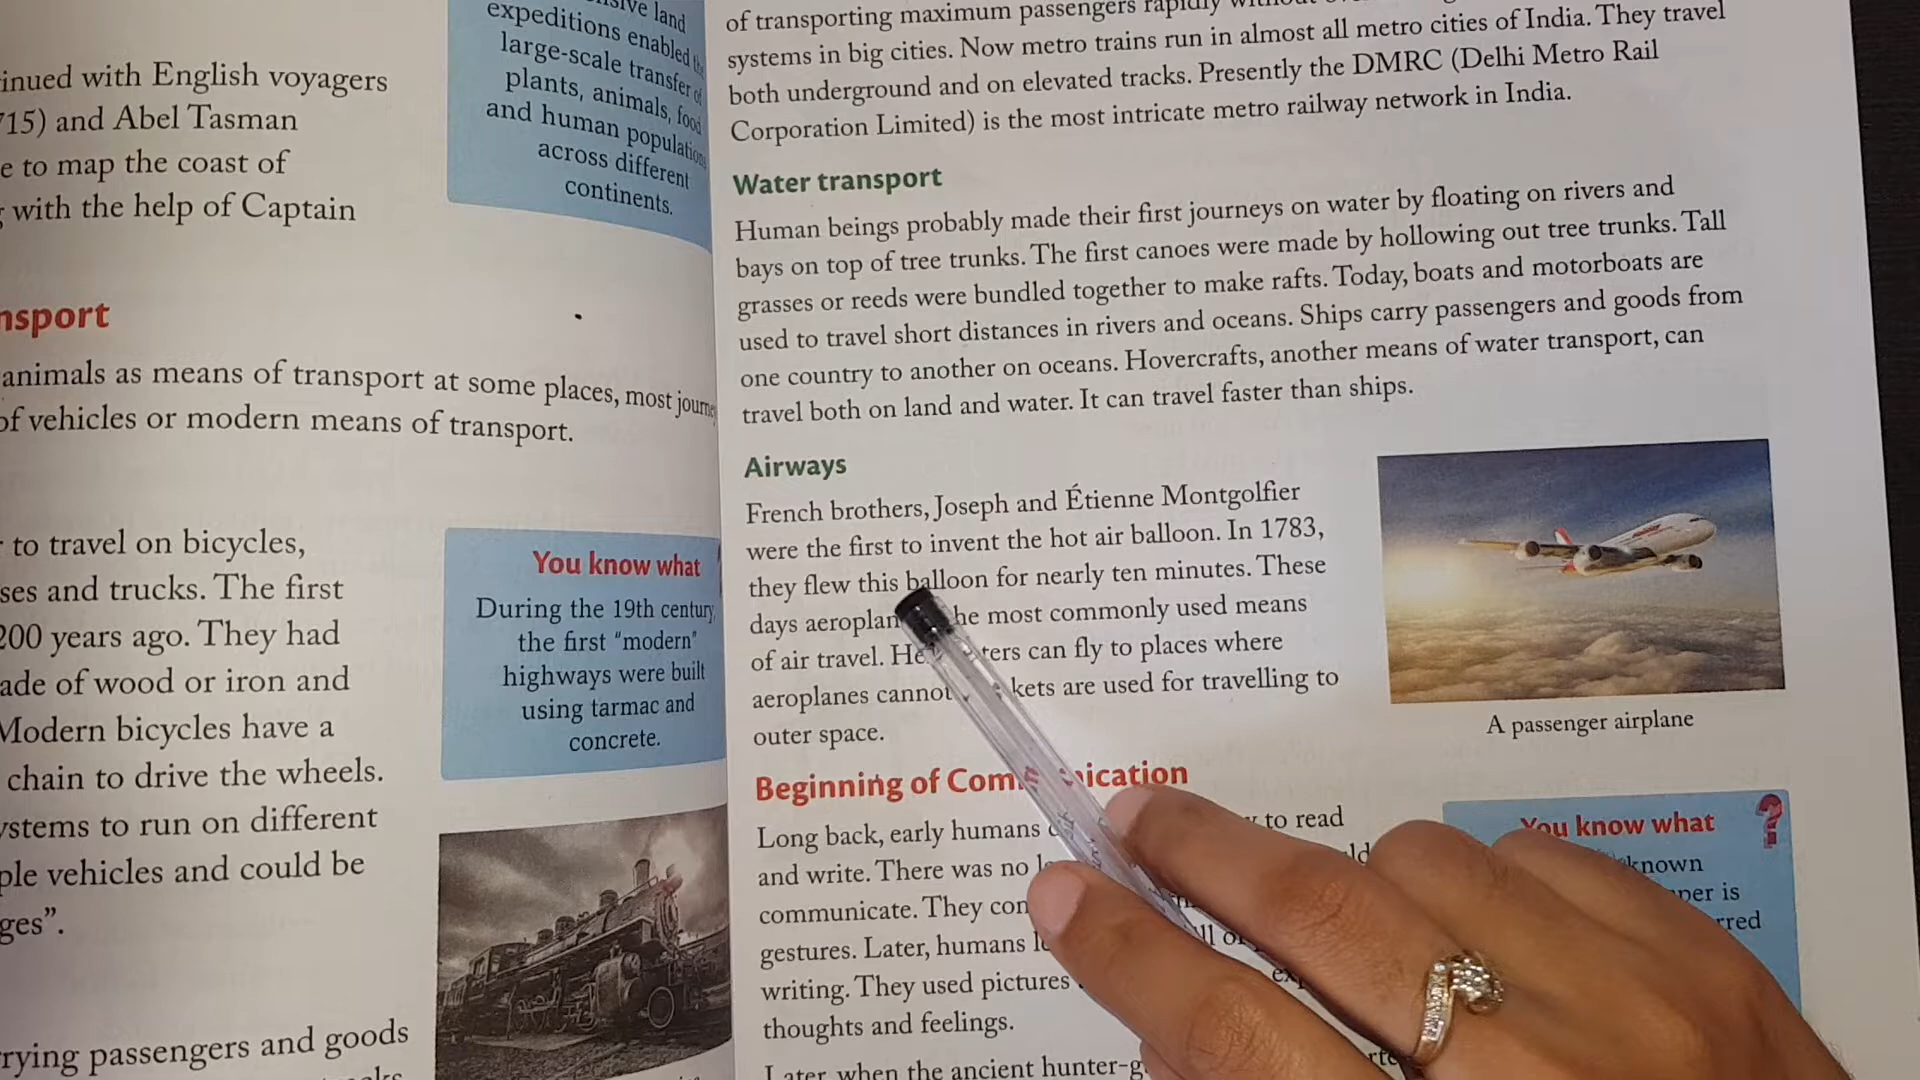 expeditions enabled
large-scale transfer
plants, animals, food
and human population
across different
continents.
inued with English voyagers
715) and Abel Tasman
e to map the coast of
with the help of Captain
nsport
animals as means of transport at some places, most
of vehicles or modern means of transport.
to travel on bicycles,
ses and trucks. The first
200 years ago. They had
ade of wood or iron and
Modern bicycles have a
chain to drive the wheels.
ystems to run on different
ple vehicles and could be
ges”.
You know what
During the 19th century,
the first “modern”
highways were built
using tarmac and
concrete.
rrying passengers and goods
of transporting maximum passengers rapidly
systems in big cities. Now metro trains run in almost all metro cities of India. They travel
both underground and on elevated tracks. Presently the DMRC (Delhi Metro Rail
Corporation Limited) is the most intricate metro railway network in India.
Water transport
Human beings probably made their first journeys on water by floating on rivers and
bays on top of tree trunks. The first canoes were made by hollowing out tree trunks. Tall
grasses or reeds were bundled together to make rafts. Today, boats and motorboats are
used to travel short distances in rivers and oceans. Ships carry passengers and goods from
one country to another on oceans. Hovercrafts, another means of water transport, can
travel both on land and water. It can travel faster than ships.
Airways
French brothers, Joseph and Étienne Montgolfier
were the first to invent the hot air balloon. In 1783,
they flew this balloon for nearly ten minutes. These
days aeroplan he most commonly used means
of air travel. He ters can fly to places where
aeroplanes cannot kets are used for travelling to
outer space.
A passenger airplane
Beginning of Com ication
Long back, early humans to read
and write. There was no
communicate. They con
gestures. Later, humans
writing. They used pictures
thoughts and feelings.
Later when the ancient hunter-g
You know what
known
per is
rred